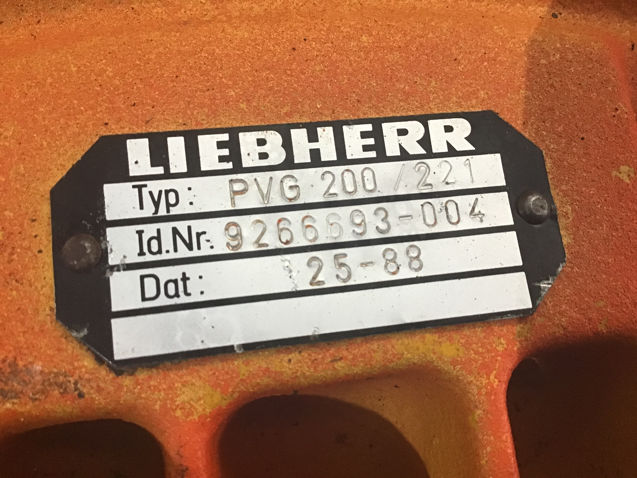 LIEBHERR
Typ: PVG 200/221
Id.Nr. 9266693-004
Dat: 25-88